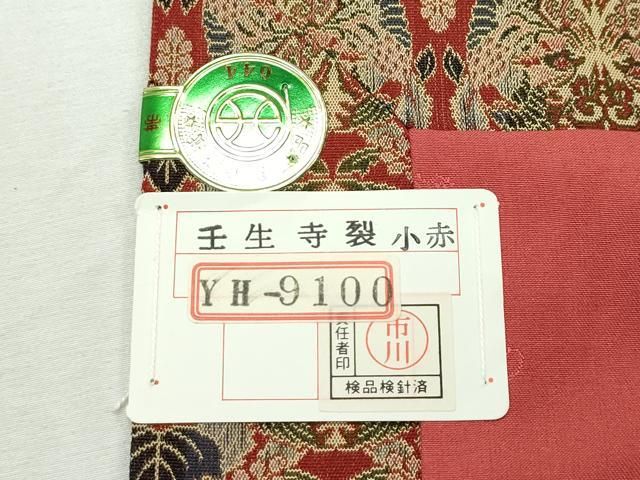 壬生寺裂 小赤
YH-9100
責任者印
市川
検品検針済